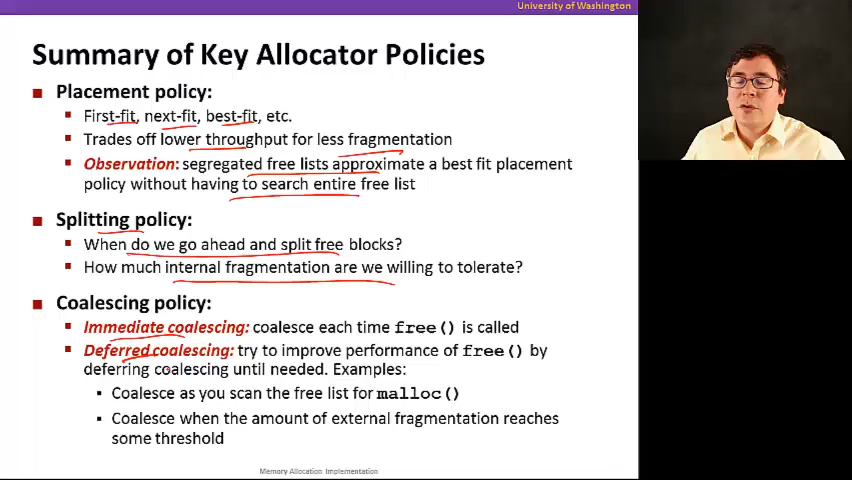 University of Washington
Summary of Key Allocator Policies
Placement policy:
First-fit, next-fit, best-fit, etc.
Trades off lower throughput for less fragmentation
Observation: segregated free lists approximate a best fit placement
policy without having to search entire free list
Splitting policy:
When do we go ahead and split free blocks?
How much internal fragmentation are we willing to tolerate?
Coalescing policy:
Immediate coalescing: coalesce each time free() is called
Deferred coalescing: try to improve performance of free() by
deferring coalescing until needed. Examples:
Coalesce as you scan the free list for malloc()
Coalesce when the amount of external fragmentation reaches
some threshold
Memory Allocation Implementation